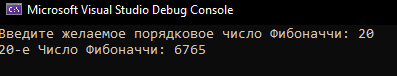 Microsoft Visual Studio Debug Console
Введите желаемое порядковое число Фибоначчи: 20
20-е Число Фибоначчи: 6765